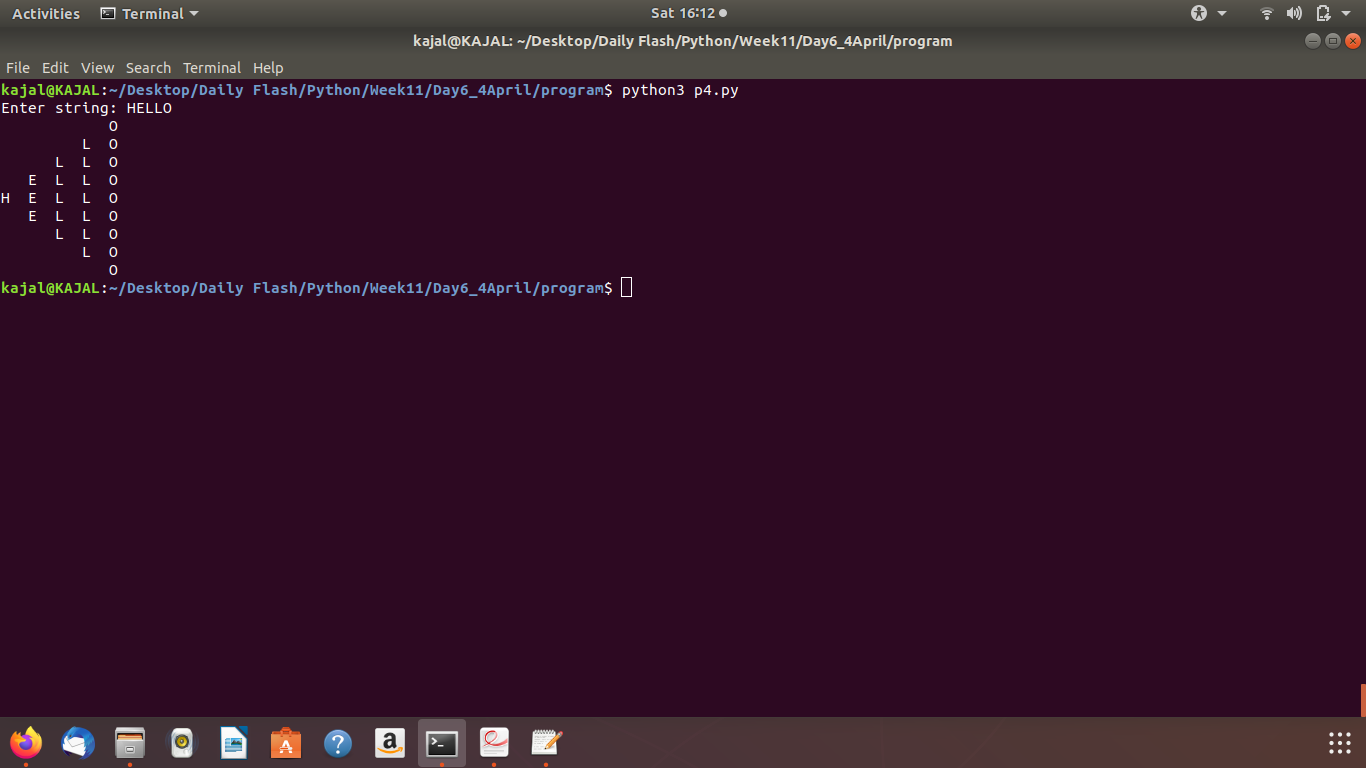 Activities Terminal Sat 16:12
kajal@KAJAL: ~/Desktop/Daily Flash/Python/Week11/Day6_4April/program
File Edit View Search Terminal Help
kajal@KAJAL:~/Desktop/Daily Flash/Python/Week11/Day6_4April/program$ python3 p4.py
Enter string: HELLO
            O
         L  O
      L  L  O
   E  L  L  O
H  E  L  L  O
   E  L  L  O
      L  L  O
         L  O
            O
kajal@KAJAL:~/Desktop/Daily Flash/Python/Week11/Day6_4April/program$